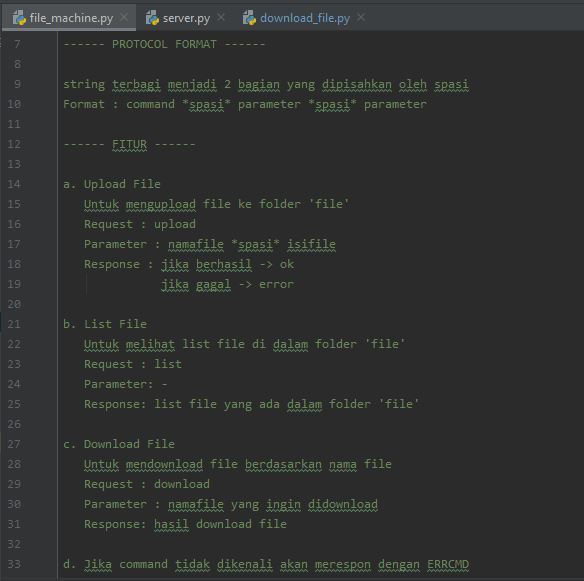 file_machine.py server.py download_file.py
7 ------ PROTOCOL FORMAT ------
8
9 string terbagi menjadi 2 bagian yang dipisahkan oleh spasi
10 Format : command *spasi* parameter *spasi* parameter
11
12 ------ FITUR ------
13
14 a. Upload File
15 Untuk mengupload file ke folder 'file'
16 Request : upload
17 Parameter : namafile *spasi* isifile
18 Response : jika berhasil -> ok
19 jika gagal -> error
20
21 b. List File
22 Untuk melihat list file di dalam folder 'file'
23 Request : list
24 Parameter: -
25 Response: list file yang ada dalam folder 'file'
26
27 c. Download File
28 Untuk mendownload file berdasarkan nama file
29 Request : download
30 Parameter : namafile yang ingin didownload
31 Response: hasil download file
32
33 d. Jika command tidak dikenali akan merespon dengan ERRCMD